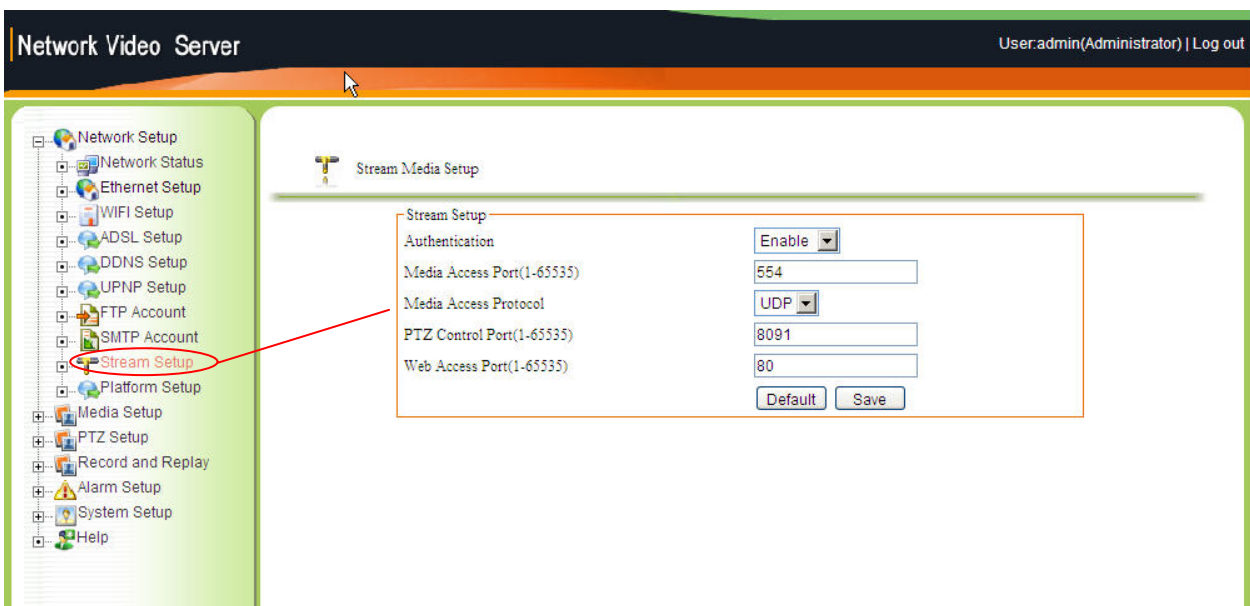 Network Video Server
User:admin(Administrator) | Log out
Network Setup
Network Status
Ethernet Setup
WIFI Setup
ADSL Setup
DDNS Setup
UPNP Setup
FTP Account
SMTP Account
Stream Setup
Platform Setup
Media Setup
PTZ Setup
Record and Replay
Alarm Setup
System Setup
Help
Stream Media Setup
Stream Setup
Authentication Enable
Media Access Port(1-65535) 554
Media Access Protocol UDP
PTZ Control Port(1-65535) 8091
Web Access Port(1-65535) 80
Default Save